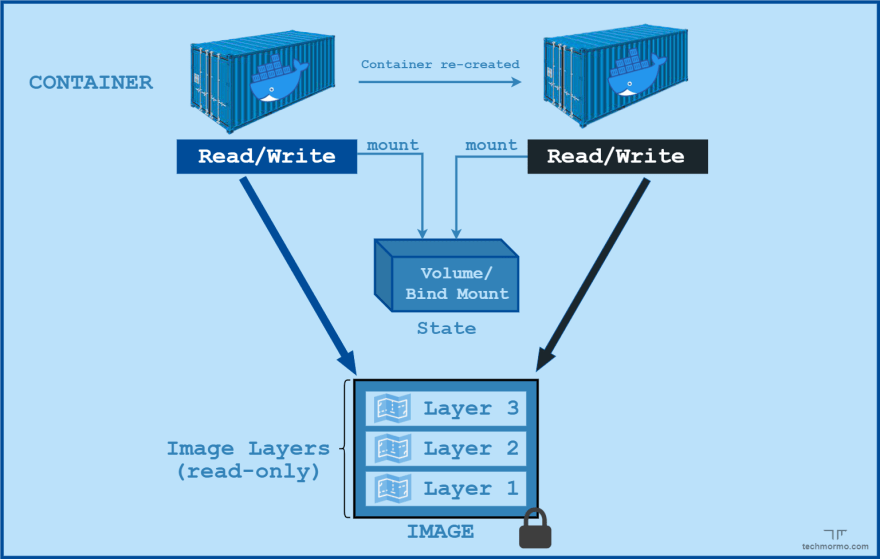 CONTAINER
Container re-created
Read/Write
mount
mount
Read/Write
Volume/
Bind Mount
State
Layer 3
Layer 2
Layer 1
Image Layers
(read-only)
IMAGE
techmormo.com